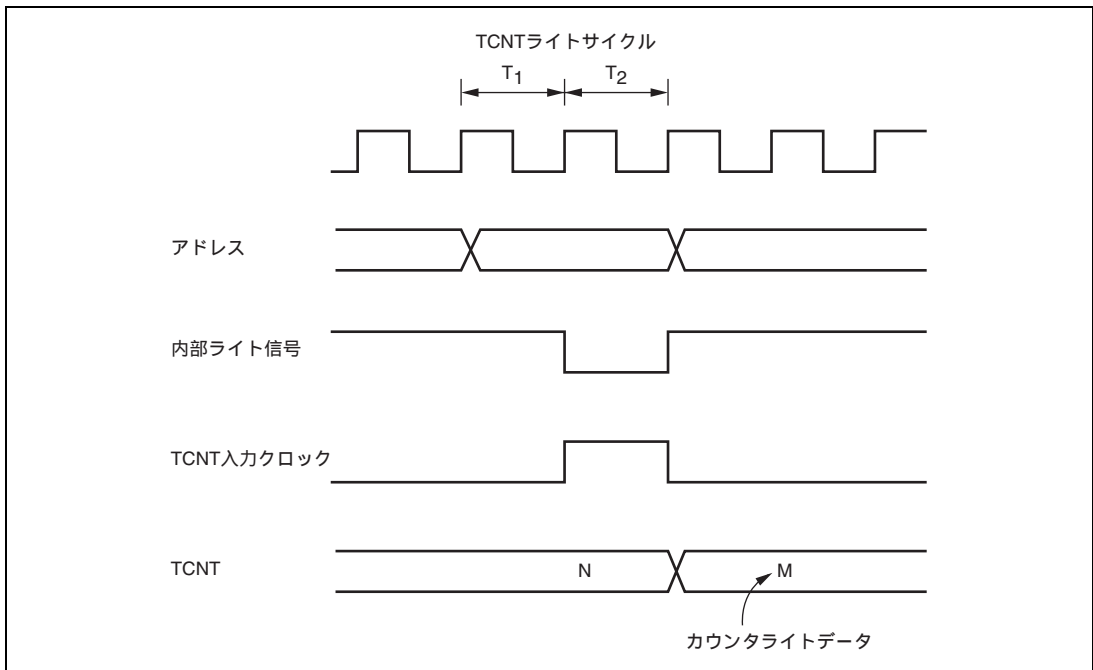 TCNTライトサイクル
T1 T2
アドレス
内部ライト信号
TCNT入力クロック
TCNT N M
カウンタライトデータ